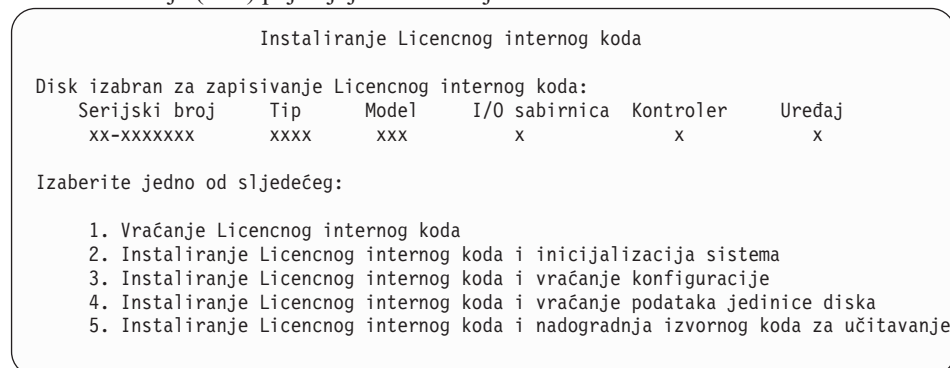 Instaliranje Licencnog internog koda
Disk izabran za zapisivanje Licencnog internog koda:
Serijski broj Tip Model I/O sabirnica Kontroler Uređaj
xx-xxxxxxx xxxx xxx x x x
Izaberite jedno od sljedećeg:
1. Vraćanje Licencnog internog koda
2. Instaliranje Licencnog internog koda i inicijalizacija sistema
3. Instaliranje Licencnog internog koda i vraćanje konfiguracije
4. Instaliranje Licencnog internog koda i vraćanje podataka jedinice diska
5. Instaliranje Licencnog internog koda i nadogradnja izvornog koda za učitavanje